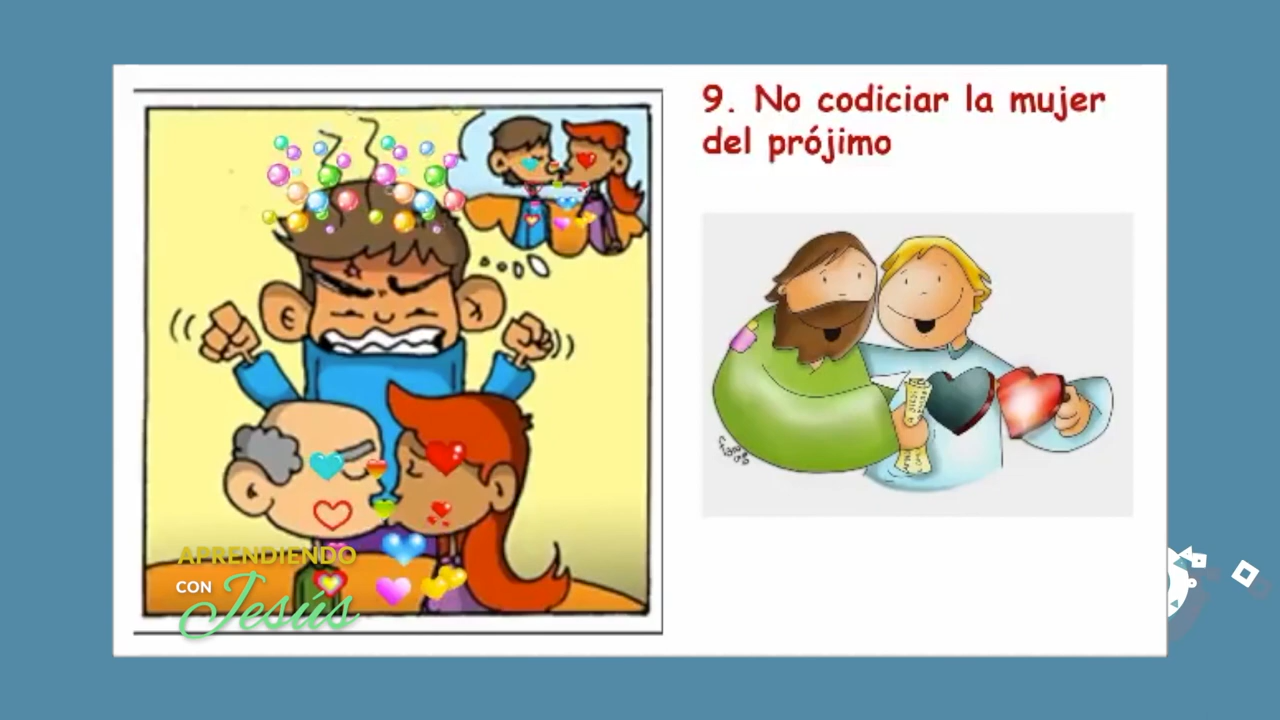 9. No codiciar la mujer
del prójimo
APRENDIENDO
CON
Jesús